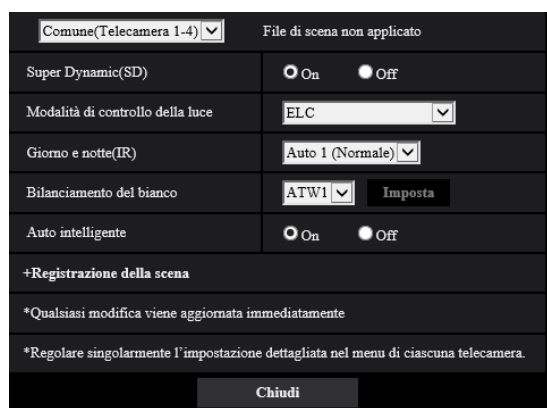 Comune(Telecamera 1-4) File di scena non applicato
Super Dynamic(SD) On Off
Modalità di controllo della luce ELC
Giorno e notte(IR) Auto 1 (Normale)
Bilanciamento del bianco ATW1 Imposta
Auto intelligente On Off
+Registrazione della scena
*Qualsiasi modifica viene aggiornata immediatamente
*Regolare singolarmente l'impostazione dettagliata nel menu di ciascuna telecamera.
Chiudi